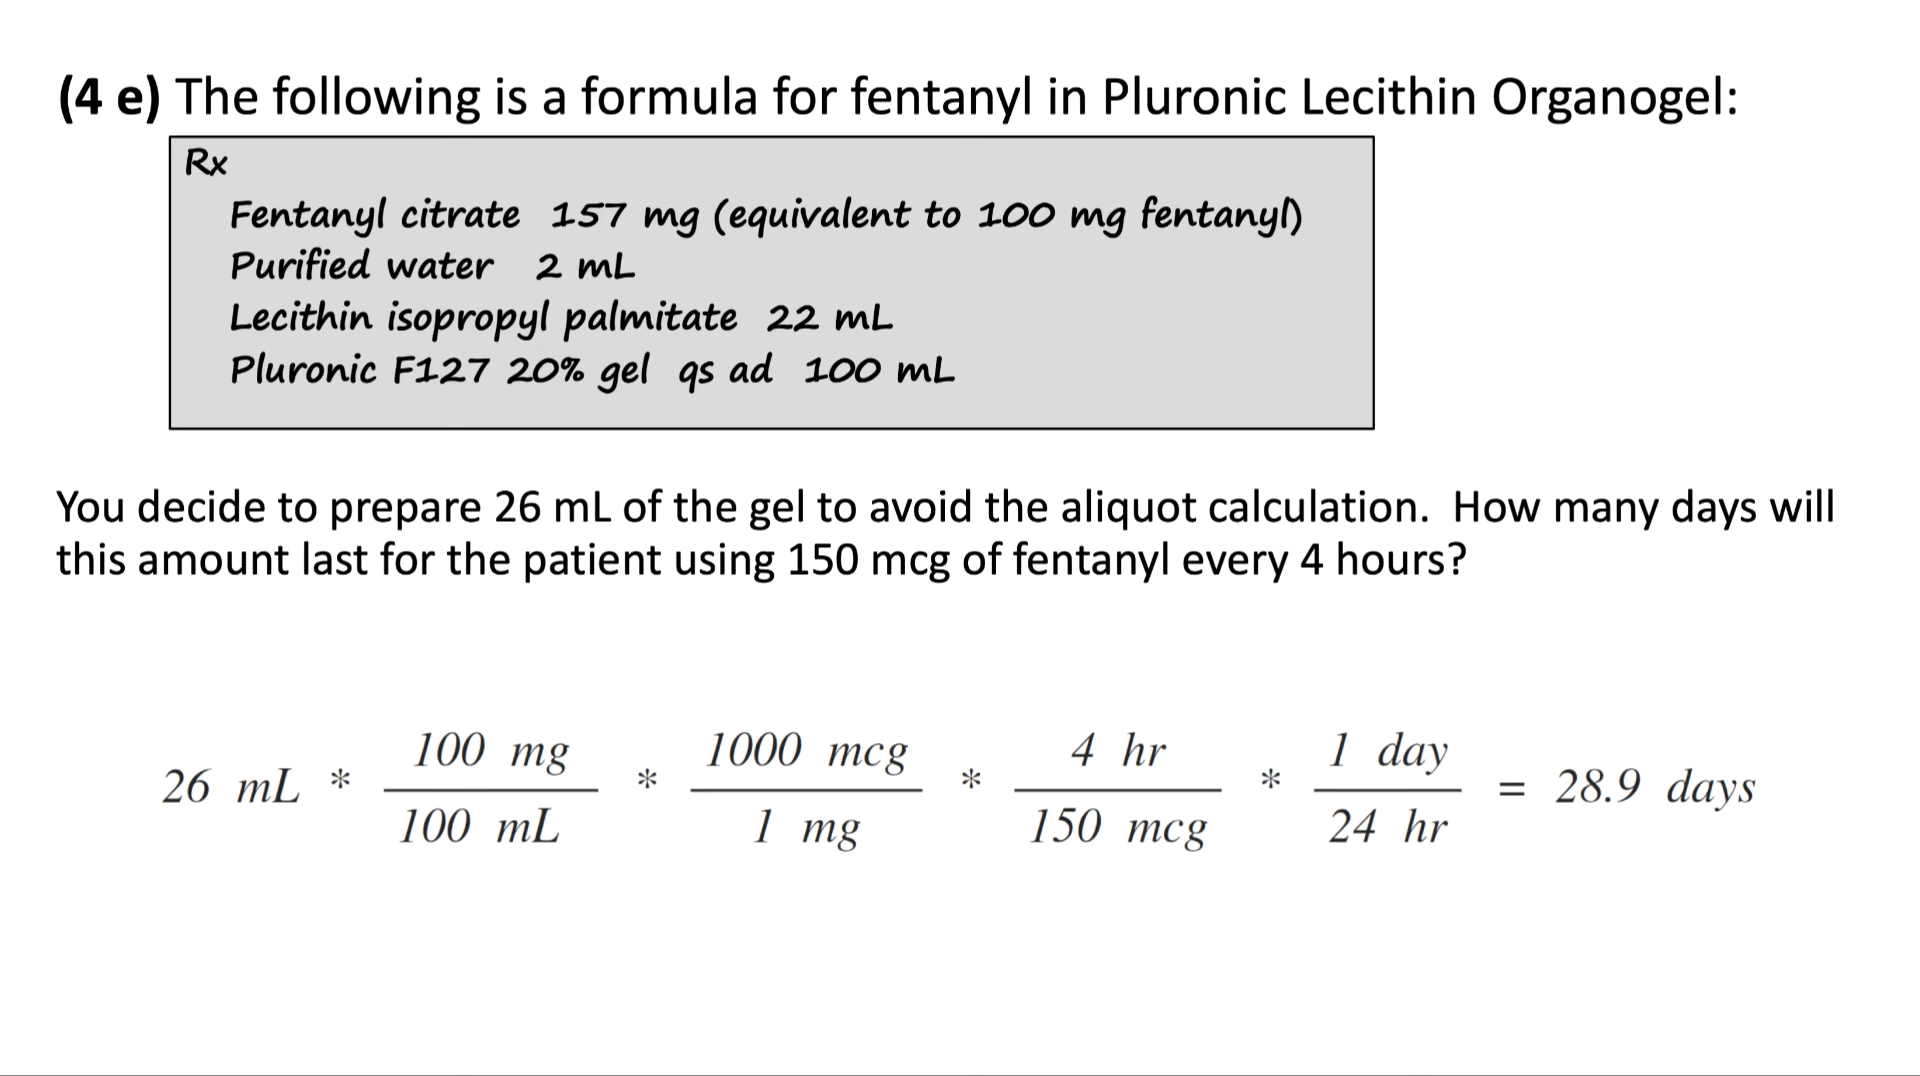 (4 e) The following is a formula for fentanyl in Pluronic Lecithin Organogel:
Rx
Fentanyl citrate 157 mg (equivalent to 100 mg fentanyl)
Purified water 2 mL
Lecithin isopropyl palmitate 22 mL
Pluronic F127 20% gel qs ad 100 mL
You decide to prepare 26 mL of the gel to avoid the aliquot calculation. How many days will
this amount last for the patient using 150 mcg of fentanyl every 4 hours?
26 mL * 100 mg / 100 mL * 1000 mcg / 1 mg * 4 hr / 150 mcg * 1 day / 24 hr = 28.9 days